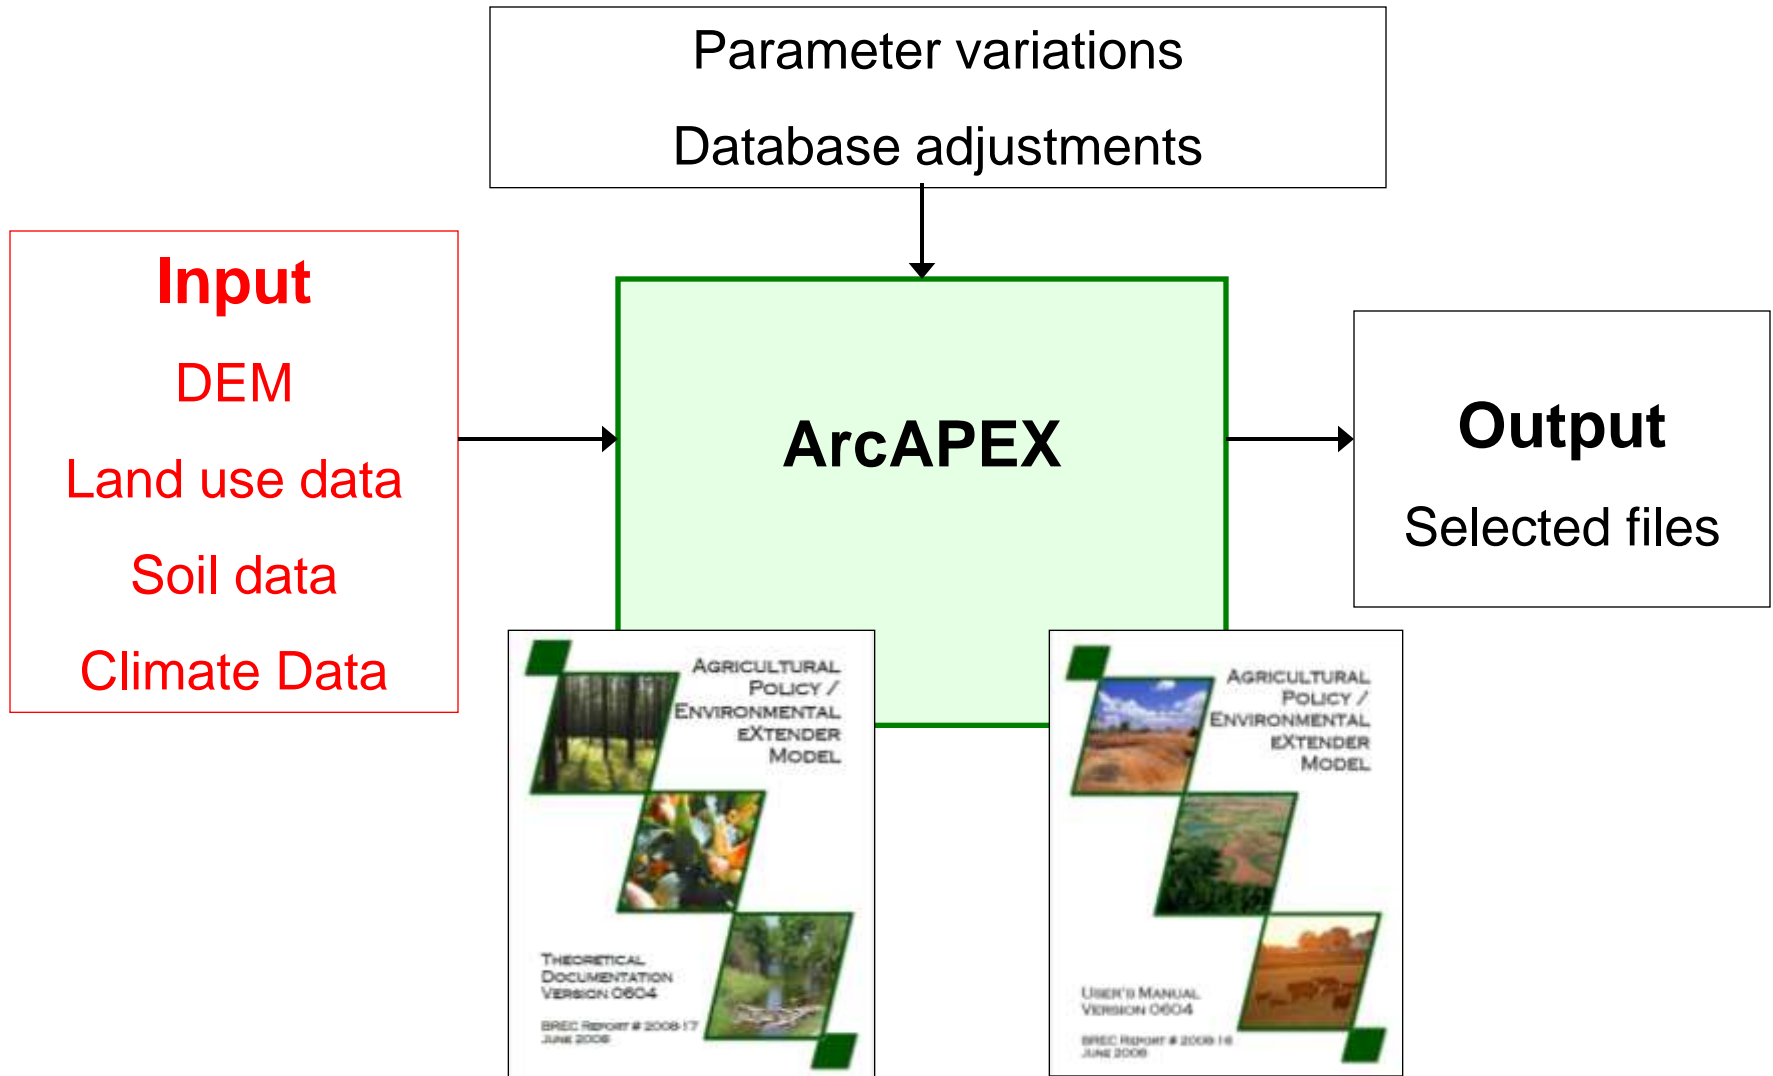 Parameter variations
Database adjustments
Input
DEM
Land use data
Soil data
Climate Data
ArcAPEX
Output
Selected files
AGRICULTURAL
POLICY /
ENVIRONMENTAL
EXTENDER
MODEL
THEORETICAL
DOCUMENTATION
VERSION 0604
BREC REPORT # 2008-17
JUNE 2008
AGRICULTURAL
POLICY /
ENVIRONMENTAL
EXTENDER
MODEL
USER'S MANUAL
VERSION 0604
BREC REPORT # 2008-16
JUNE 2008